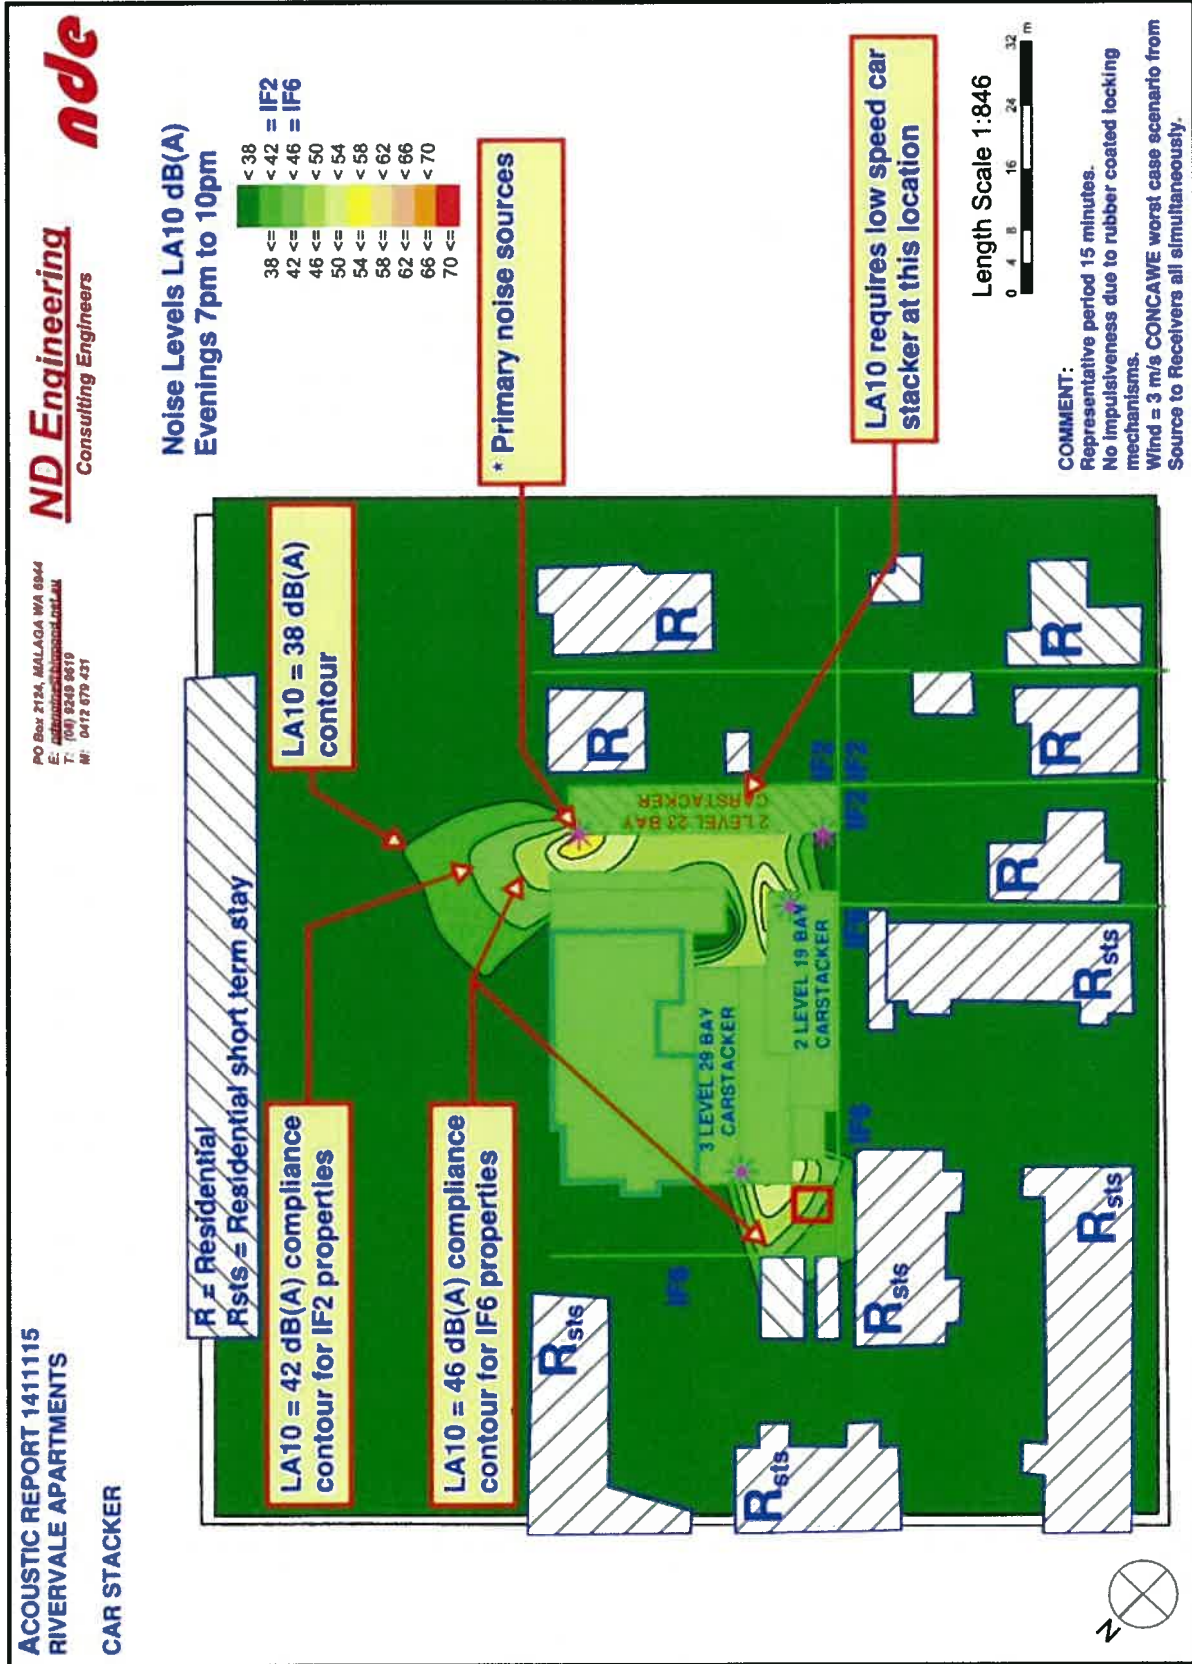 ACOUSTIC REPORT 1411115
RIVERVALE APARTMENTS
CAR STACKER
PO Box 2124, MALAGA WA 6944
E:
T: (08) 9249 9619
M: 0412 679 431
ND Engineering
Consulting Engineers
nde
Noise Levels LA10 dB(A)
Evenings 7pm to 10pm
< 38
38 <= < 42 = IF2
42 <= < 46 = IF6
46 <= < 50
50 <= < 54
54 <= < 58
58 <= < 62
62 <= < 66
66 <= < 70
70 <=
R = Residential
Rsts = Residential short term stay
LA10 = 42 dB(A) compliance
contour for IF2 properties
LA10 = 46 dB(A) compliance
contour for IF6 properties
LA10 = 38 dB(A)
contour
* Primary noise sources
LA10 requires low speed car
stacker at this location
Rsts
Rsts
Rsts
Rsts
Rsts
R
R
R
R
R
IF6
IF6
IF2
IF2
IF2
3 LEVEL 29 BAY
CARSTACKER
2 LEVEL 19 BAY
CARSTACKER
2 LEVEL 23 BAY
CARSTACKER
Length Scale 1:846
0 4 8 16 24 32
m
COMMENT:
Representative period 15 minutes.
No impulsiveness due to rubber coated locking
mechanisms.
Wind = 3 m/s CONCAWE worst case scenario from
Source to Receivers all simultaneously.
N